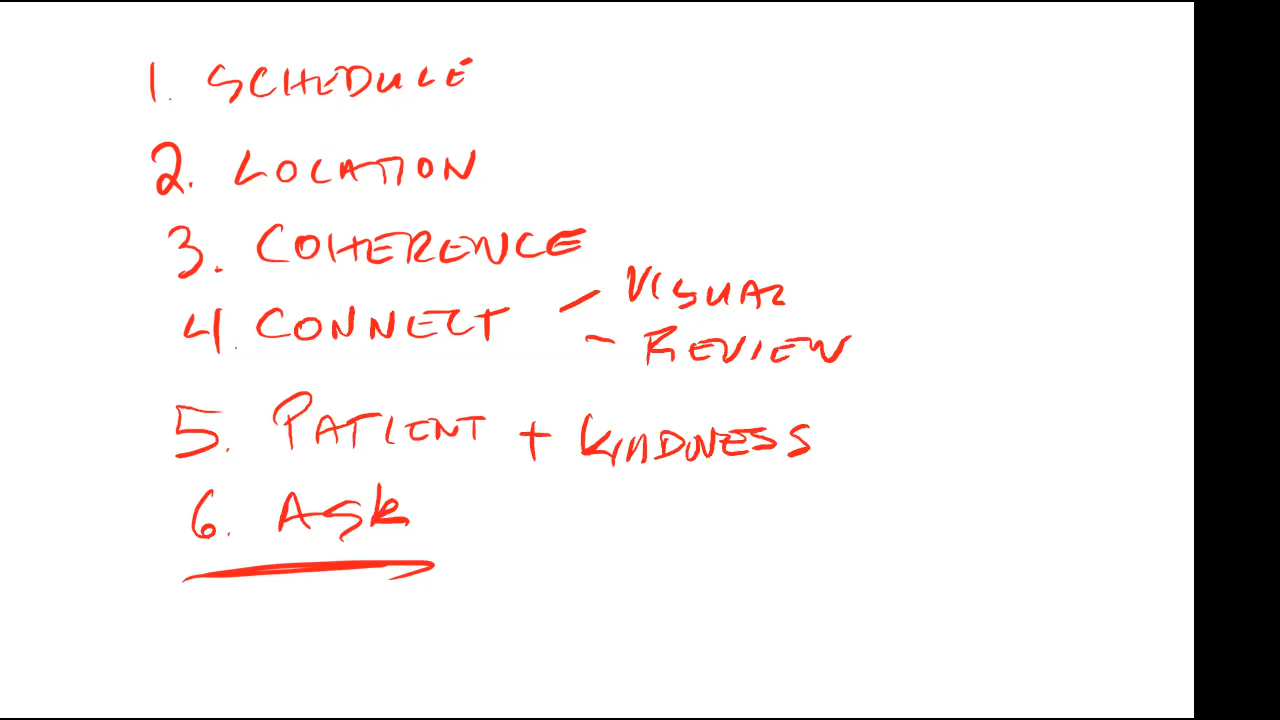 1. SCHEDULE
2. LOCATION
3. COHERENCE
4. CONNECT - VISUAL
- REVIEW
5. PATIENT + KINDNESS
6. ASk